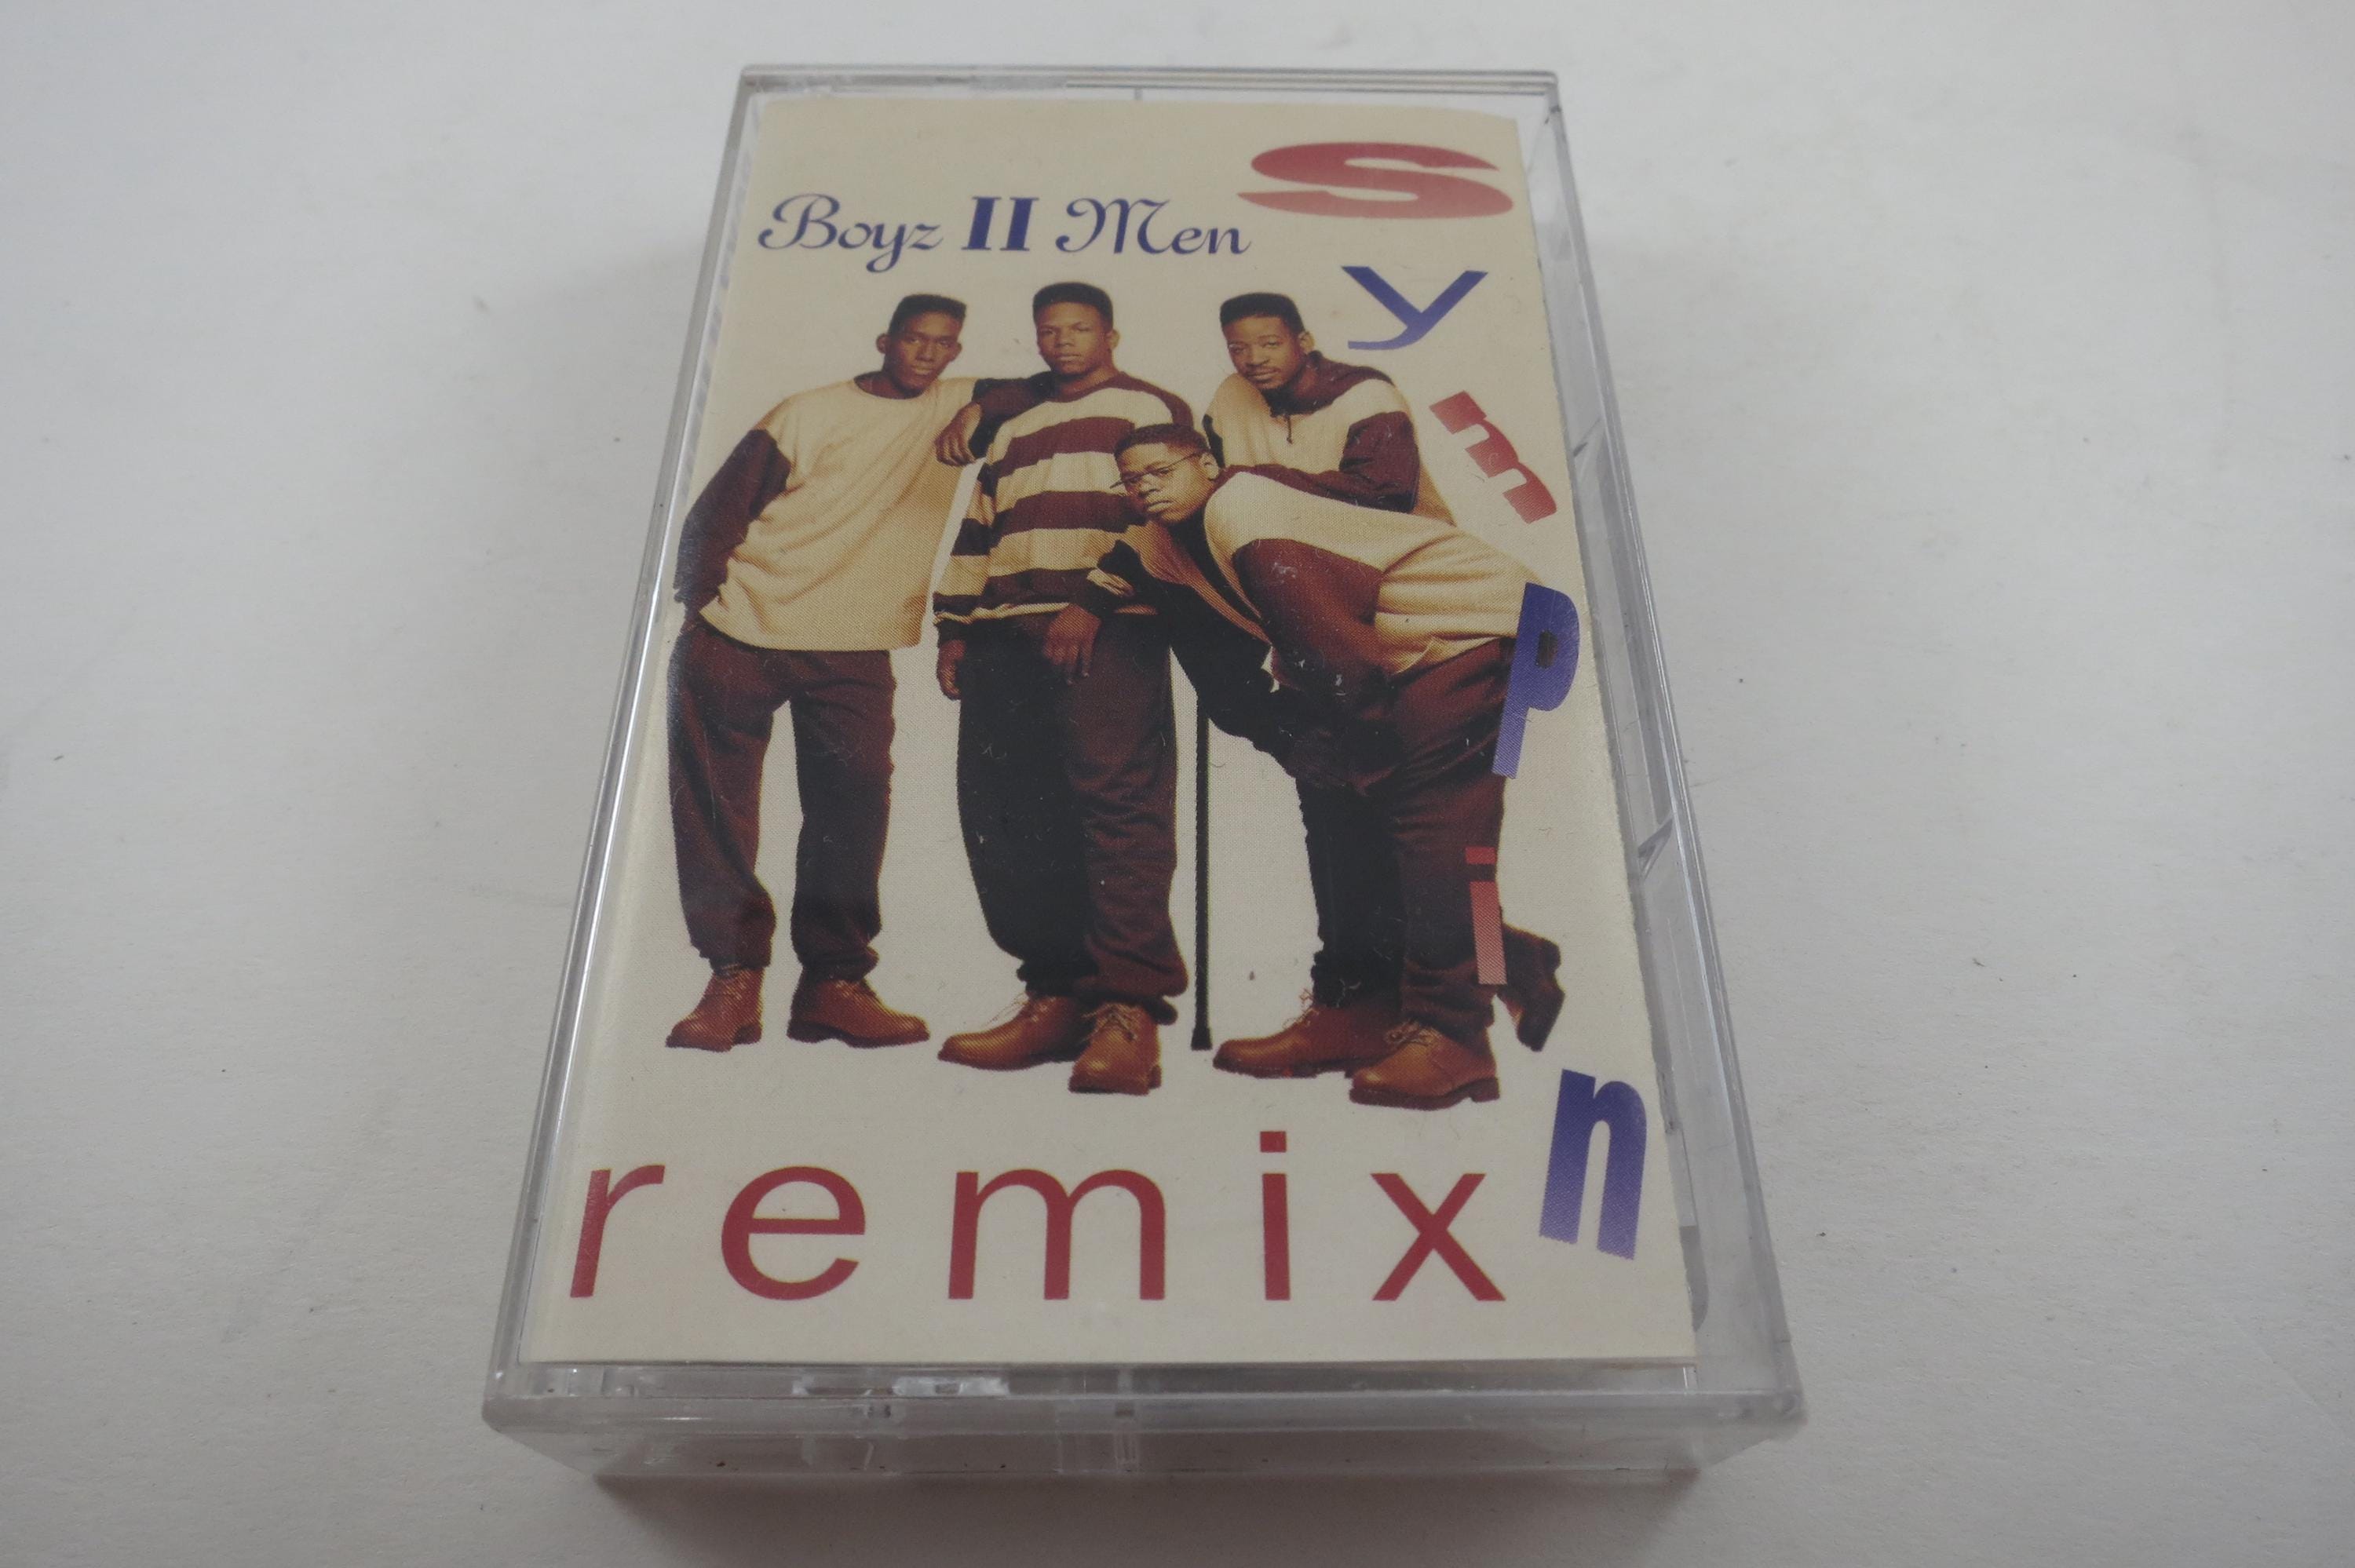 Boyz II Men
Sympin
remix